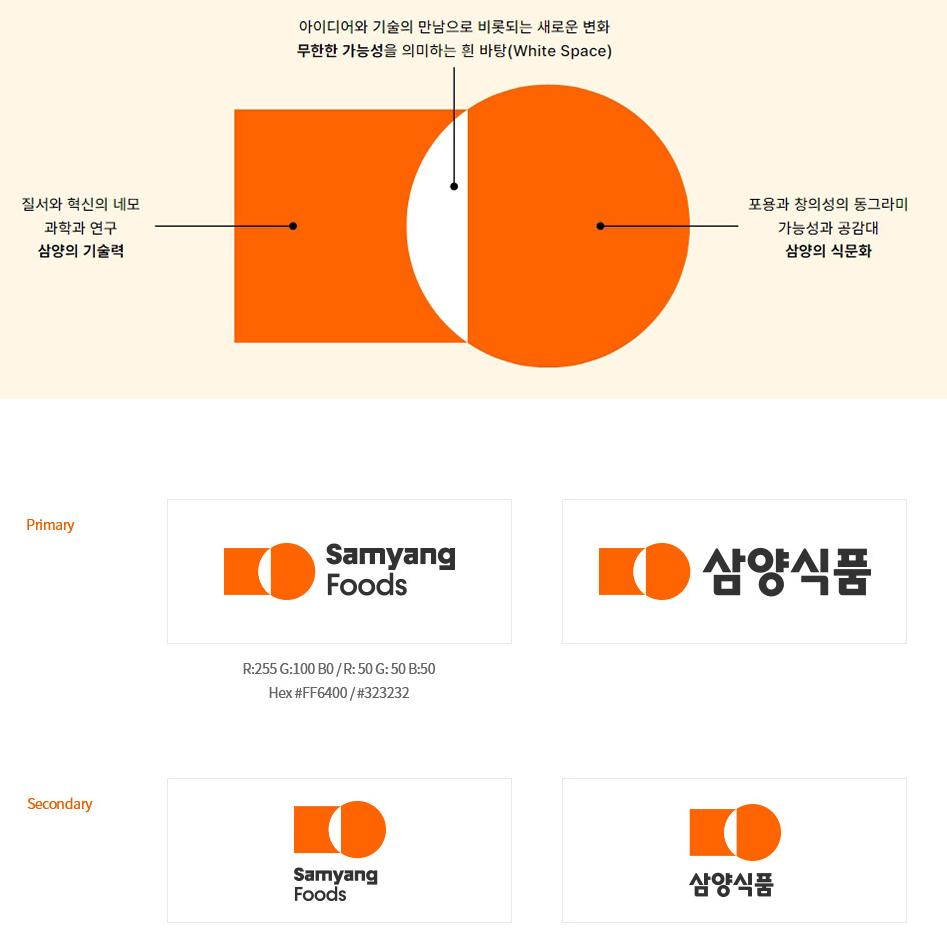 아이디어와 기술의 만남으로 비롯되는 새로운 변화
무한한 가능성을 의미하는 흰 바탕(White Space)
질서와 혁신의 네모
과학과 연구
삼양의 기술력
포용과 창의성의 동그라미
가능성과 공감대
삼양의 식문화
Primary
Samyang
Foods
삼양식품
R:255 G:100 B0 / R: 50 G: 50 B:50
Hex #FF6400 / #323232
Secondary
Samyang
Foods
삼양식품